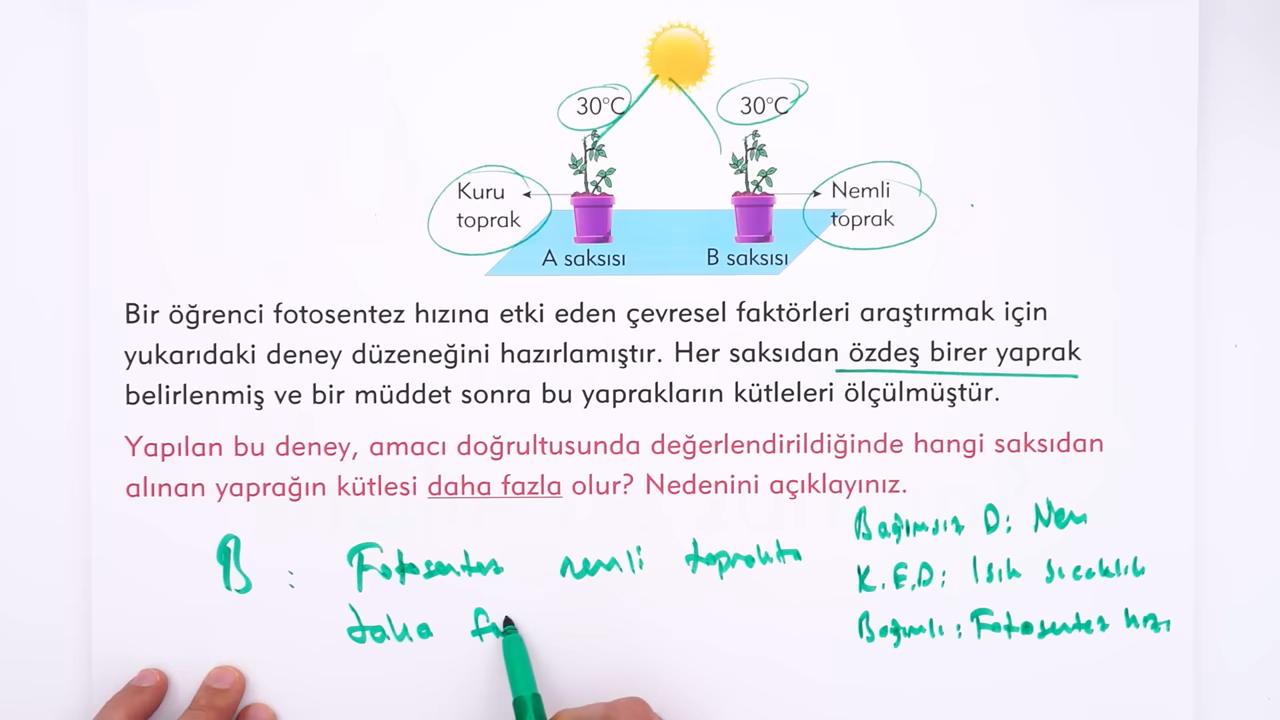 30°C
30°C
Kuru
toprak
Nemli
toprak
A saksısı
B saksısı
Bir öğrenci fotosentez hızına etki eden çevresel faktörleri araştırmak için
yukarıdaki deney düzeneğini hazırlamıştır. Her saksıdan özdeş birer yaprak
belirlenmiş ve bir müddet sonra bu yaprakların kütleleri ölçülmüştür.
Yapılan bu deney, amacı doğrultusunda değerlendirildiğinde hangi saksıdan
alınan yaprağın kütlesi daha fazla olur? Nedenini açıklayınız.
B : Fotosentez nemli toprakta
daha
Bağımsız D: Nem
K.E.D: Isık sıcaklık
Bağımlı: Fotosentez hızı